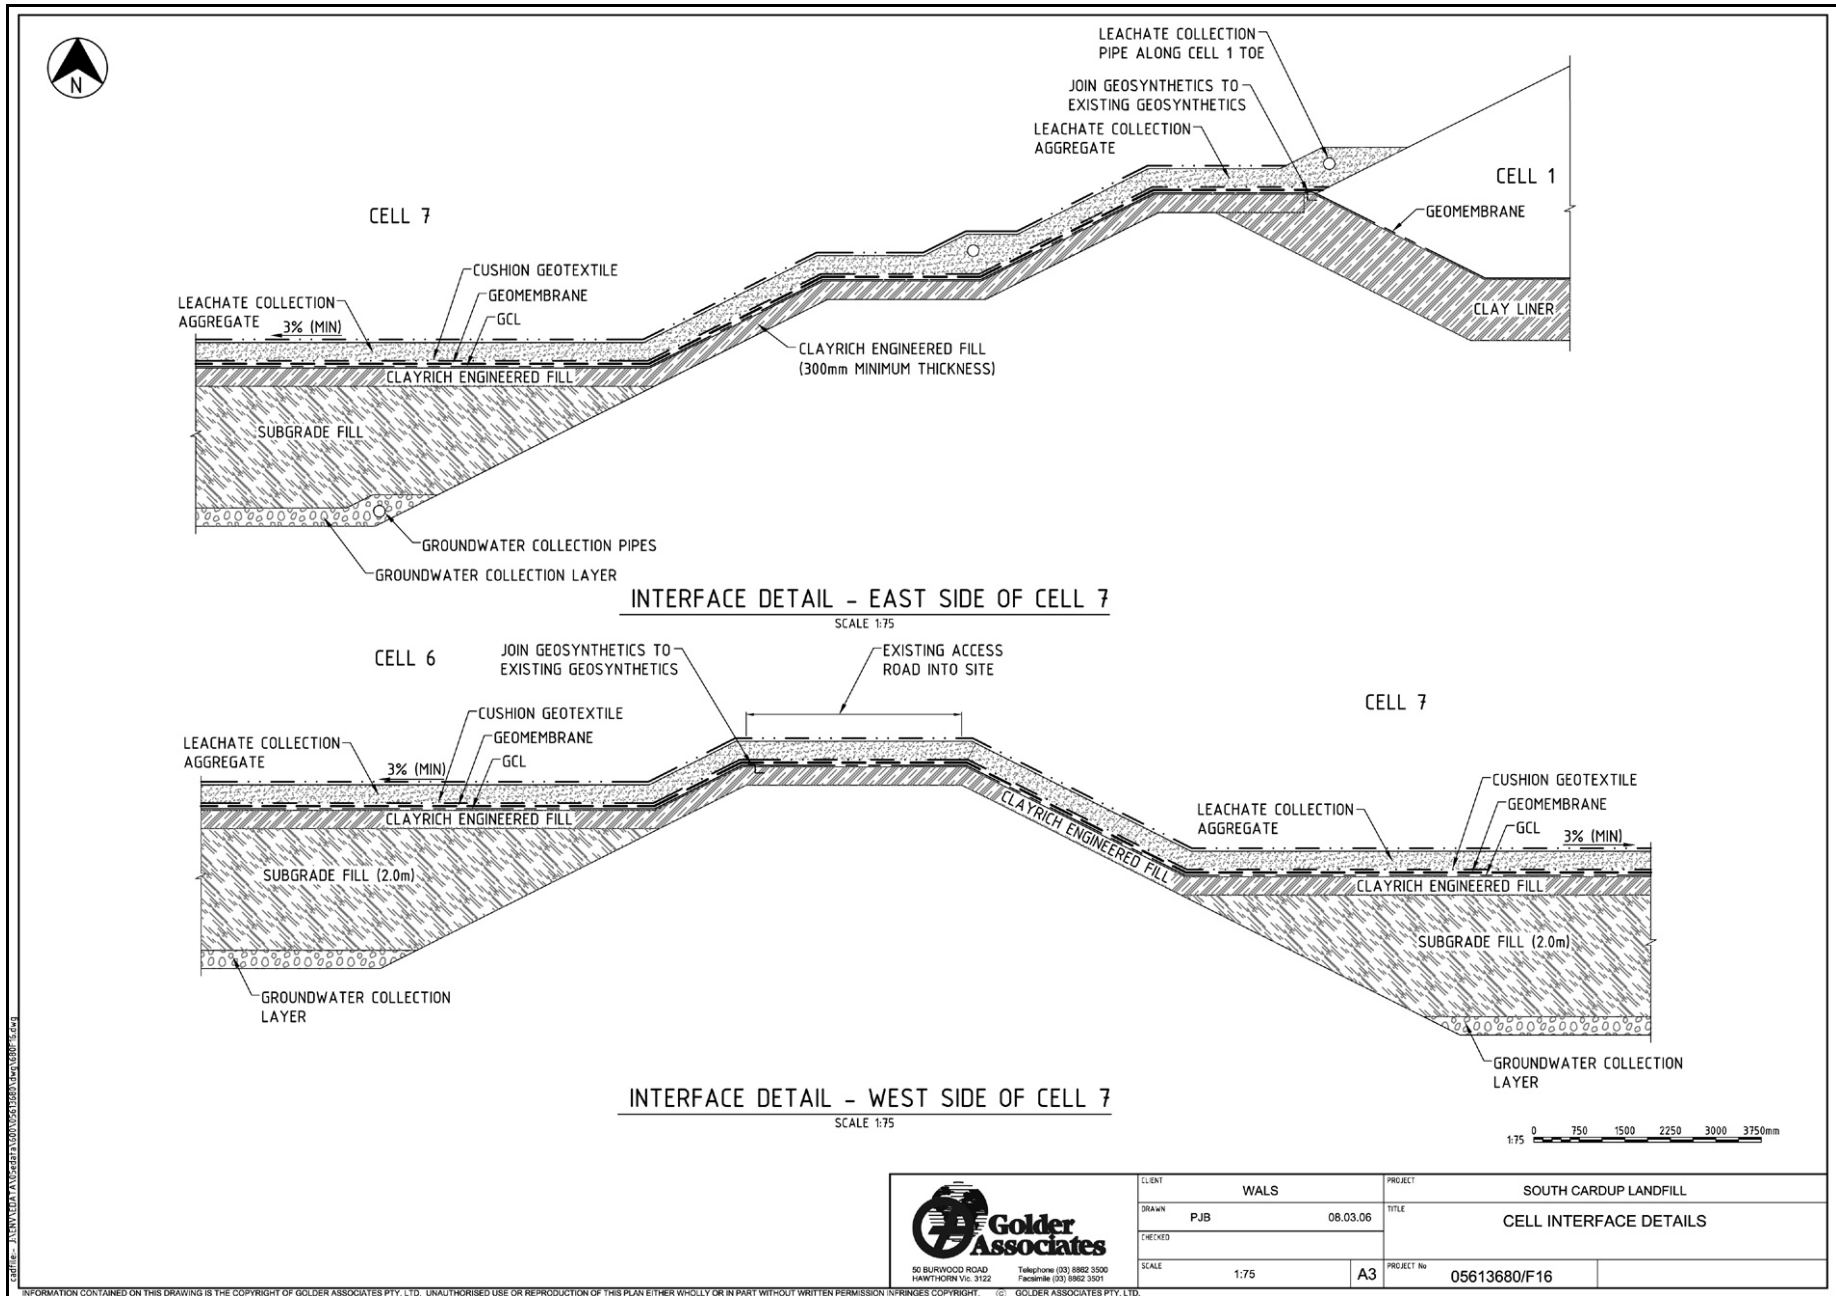 N
LEACHATE COLLECTION
PIPE ALONG CELL 1 TOE
JOIN GEOSYNTHETICS TO
EXISTING GEOSYNTHETICS
LEACHATE COLLECTION
AGGREGATE
CELL 1
GEOMEMBRANE
CELL 7
CUSHION GEOTEXTILE
GEOMEMBRANE
GCL
LEACHATE COLLECTION
AGGREGATE
3% (MIN)
CLAY LINER
CLAYRICH ENGINEERED FILL
(300mm MINIMUM THICKNESS)
CLAYRICH ENGINEERED FILL
SUBGRADE FILL
GROUNDWATER COLLECTION PIPES
GROUNDWATER COLLECTION LAYER
INTERFACE DETAIL - EAST SIDE OF CELL 7
SCALE 1:75
CELL 6
JOIN GEOSYNTHETICS TO
EXISTING GEOSYNTHETICS
EXISTING ACCESS
ROAD INTO SITE
CELL 7
CUSHION GEOTEXTILE
GEOMEMBRANE
GCL
LEACHATE COLLECTION
AGGREGATE
3% (MIN)
CLAYRICH ENGINEERED FILL
SUBGRADE FILL (2.0m)
GROUNDWATER COLLECTION
LAYER
CLAYRICH ENGINEERED FILL
CUSHION GEOTEXTILE
GEOMEMBRANE
GCL
LEACHATE COLLECTION
AGGREGATE
3% (MIN)
CLAYRICH ENGINEERED FILL
SUBGRADE FILL (2.0m)
GROUNDWATER COLLECTION
LAYER
INTERFACE DETAIL - WEST SIDE OF CELL 7
SCALE 1:75
1:75 0 750 1500 2250 3000 3750mm
Golder
Associates
50 BURWOOD ROAD
HAWTHORN Vic. 3122
Telephone (03) 8862 3500
Facsimile (03) 8862 3501
CLIENT WALS
DRAWN PJB 08.03.06
CHECKED
SCALE 1:75 A3
PROJECT SOUTH CARDUP LANDFILL
TITLE CELL INTERFACE DETAILS
PROJECT No 05613680/F16
INFORMATION CONTAINED ON THIS DRAWING IS THE COPYRIGHT OF GOLDER ASSOCIATES PTY. LTD. UNAUTHORISED USE OR REPRODUCTION OF THIS PLAN EITHER WHOLLY OR IN PART WITHOUT WRITTEN PERMISSION INFRINGES COPYRIGHT. © GOLDER ASSOCIATES PTY. LTD.